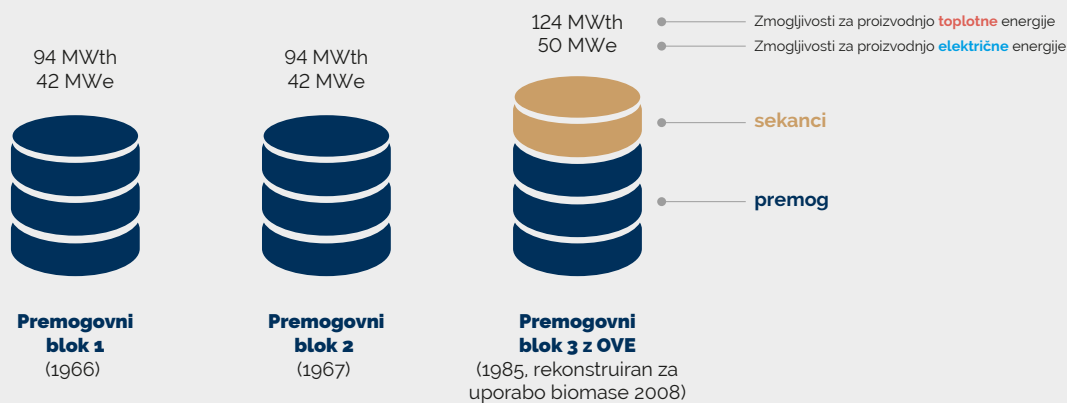 94 MWth
42 MWe
94 MWth
42 MWe
124 MWth
50 MWe
Zmogljivosti za proizvodnjo toplotne energije
Zmogljivosti za proizvodnjo električne energije
sekanci
premog
Premogovni
blok 1
(1966)
Premogovni
blok 2
(1967)
Premogovni
blok 3 z OVE
(1985, rekonstruiran za
uporabo biomase 2008)